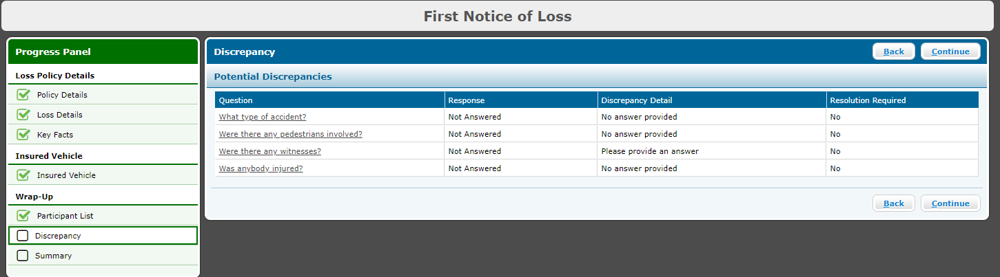 First Notice of Loss
Progress Panel
Loss Policy Details
Policy Details
Loss Details
Key Facts
Insured Vehicle
Insured Vehicle
Wrap-Up
Participant List
Discrepancy
Summary
Discrepancy Back Continue
Potential Discrepancies
Question Response Discrepancy Detail Resolution Required
What type of accident? Not Answered No answer provided No
Were there any pedestrians involved? Not Answered No answer provided No
Were there any witnesses? Not Answered Please provide an answer No
Was anybody injured? Not Answered No answer provided No
Back Continue